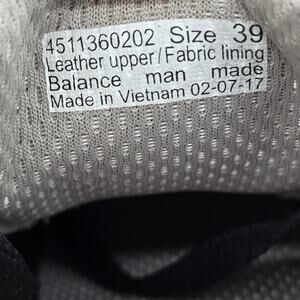 4511360202 Size 39
Leather upper/Fabric lining
Balance man made
Made in Vietnam 02-07-17